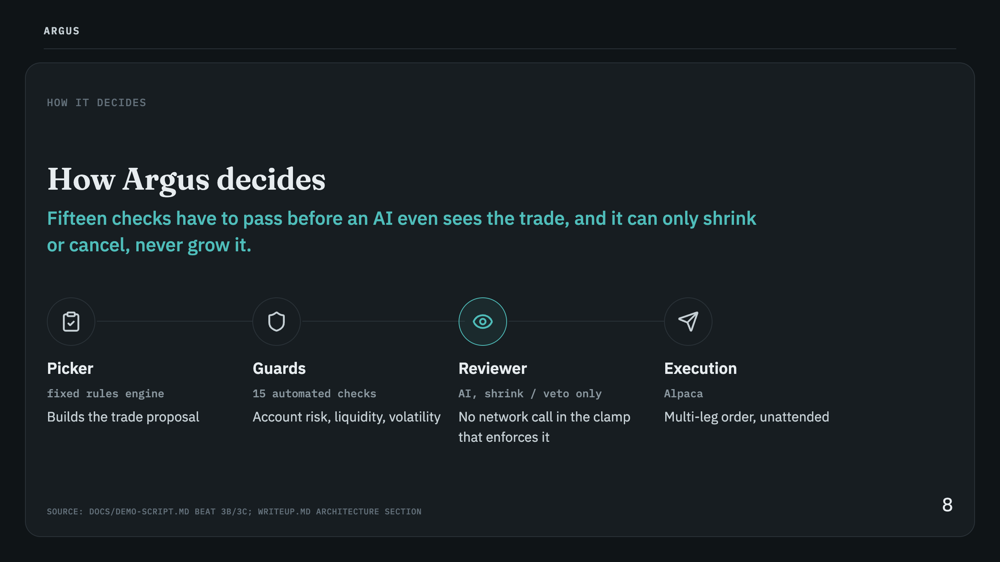 ARGUS
HOW IT DECIDES
How Argus decides
Fifteen checks have to pass before an AI even sees the trade, and it can only shrink
or cancel, never grow it.
Picker
fixed rules engine
Builds the trade proposal
Guards
15 automated checks
Account risk, liquidity, volatility
Reviewer
AI, shrink / veto only
No network call in the clamp
that enforces it
Execution
Alpaca
Multi-leg order, unattended
SOURCE: DOCS/DEMO-SCRIPT.MD BEAT 3B/3C; WRITEUP.MD ARCHITECTURE SECTION
8